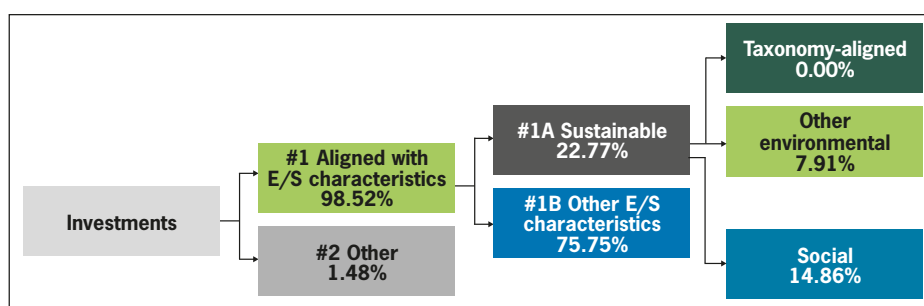 Investments
#1 Aligned with
E/S characteristics
98.52%
#2 Other
1.48%
#1A Sustainable
22.77%
#1B Other E/S
characteristics
75.75%
Taxonomy-aligned
0.00%
Other
environmental
7.91%
Social
14.86%